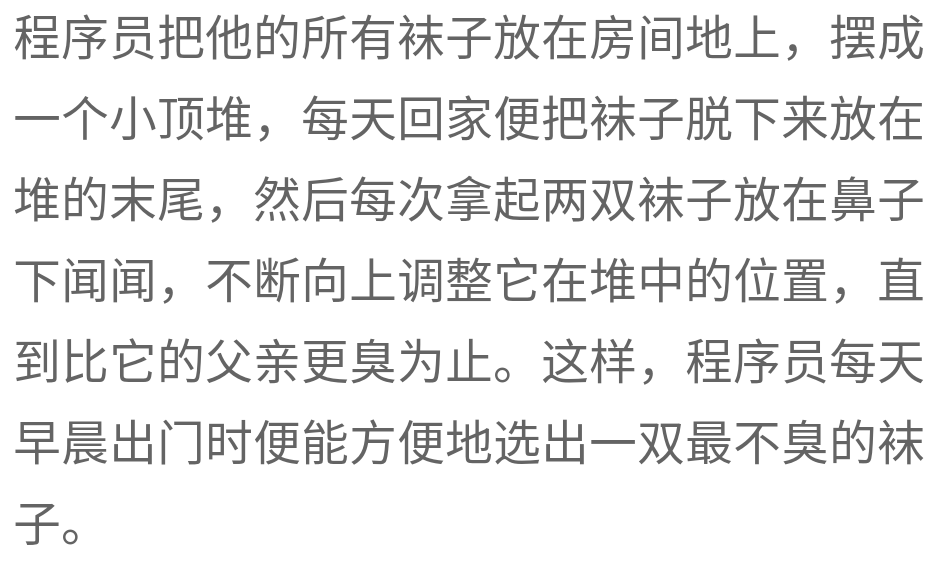 程序员把他的所有袜子放在房间地上，摆成
一个小顶堆，每天回家便把袜子脱下来放在
堆的末尾，然后每次拿起两双袜子放在鼻子
下闻闻，不断向上调整它在堆中的位置，直
到比它的父亲更臭为止。这样，程序员每天
早晨出门时便能方便地选出一双最不臭的袜
子。